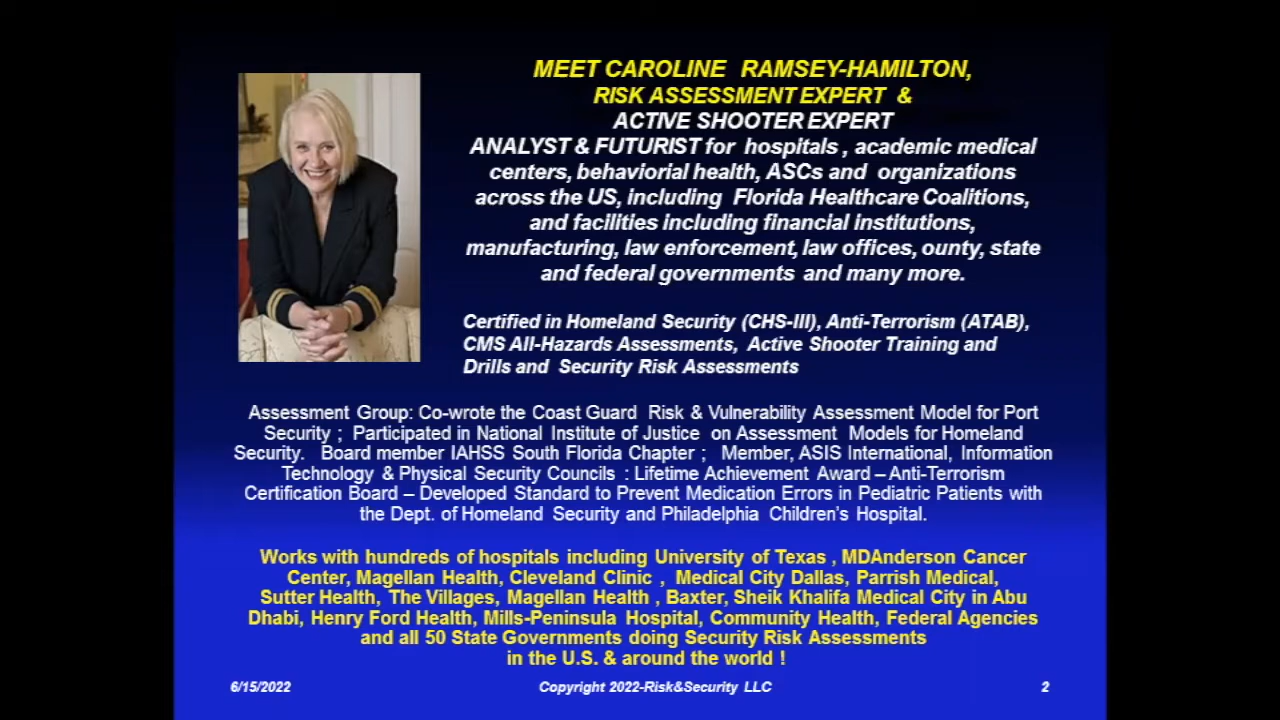 MEET CAROLINE RAMSEY-HAMILTON,
RISK ASSESSMENT EXPERT &
ACTIVE SHOOTER EXPERT
ANALYST & FUTURIST for hospitals , academic medical
centers, behaviorial health, ASCs and organizations
across the US, including Florida Healthcare Coalitions,
and facilities including financial institutions,
manufacturing, law enforcement, law offices, ounty, state
and federal governments and many more.
Certified in Homeland Security (CHS-III), Anti-Terrorism (ATAB),
CMS All-Hazards Assessments, Active Shooter Training and
Drills and Security Risk Assessments
Assessment Group: Co-wrote the Coast Guard Risk & Vulnerability Assessment Model for Port
Security ; Participated in National Institute of Justice on Assessment Models for Homeland
Security. Board member IAHSS South Florida Chapter ; Member, ASIS International, Information
Technology & Physical Security Councils : Lifetime Achievement Award – Anti-Terrorism
Certification Board – Developed Standard to Prevent Medication Errors in Pediatric Patients with
the Dept. of Homeland Security and Philadelphia Children's Hospital.
Works with hundreds of hospitals including University of Texas , MDAnderson Cancer
Center, Magellan Health, Cleveland Clinic , Medical City Dallas, Parrish Medical,
Sutter Health, The Villages, Magellan Health , Baxter, Sheik Khalifa Medical City in Abu
Dhabi, Henry Ford Health, Mills-Peninsula Hospital, Community Health, Federal Agencies
and all 50 State Governments doing Security Risk Assessments
in the U.S. & around the world !
6/15/2022 Copyright 2022-Risk&Security LLC 2